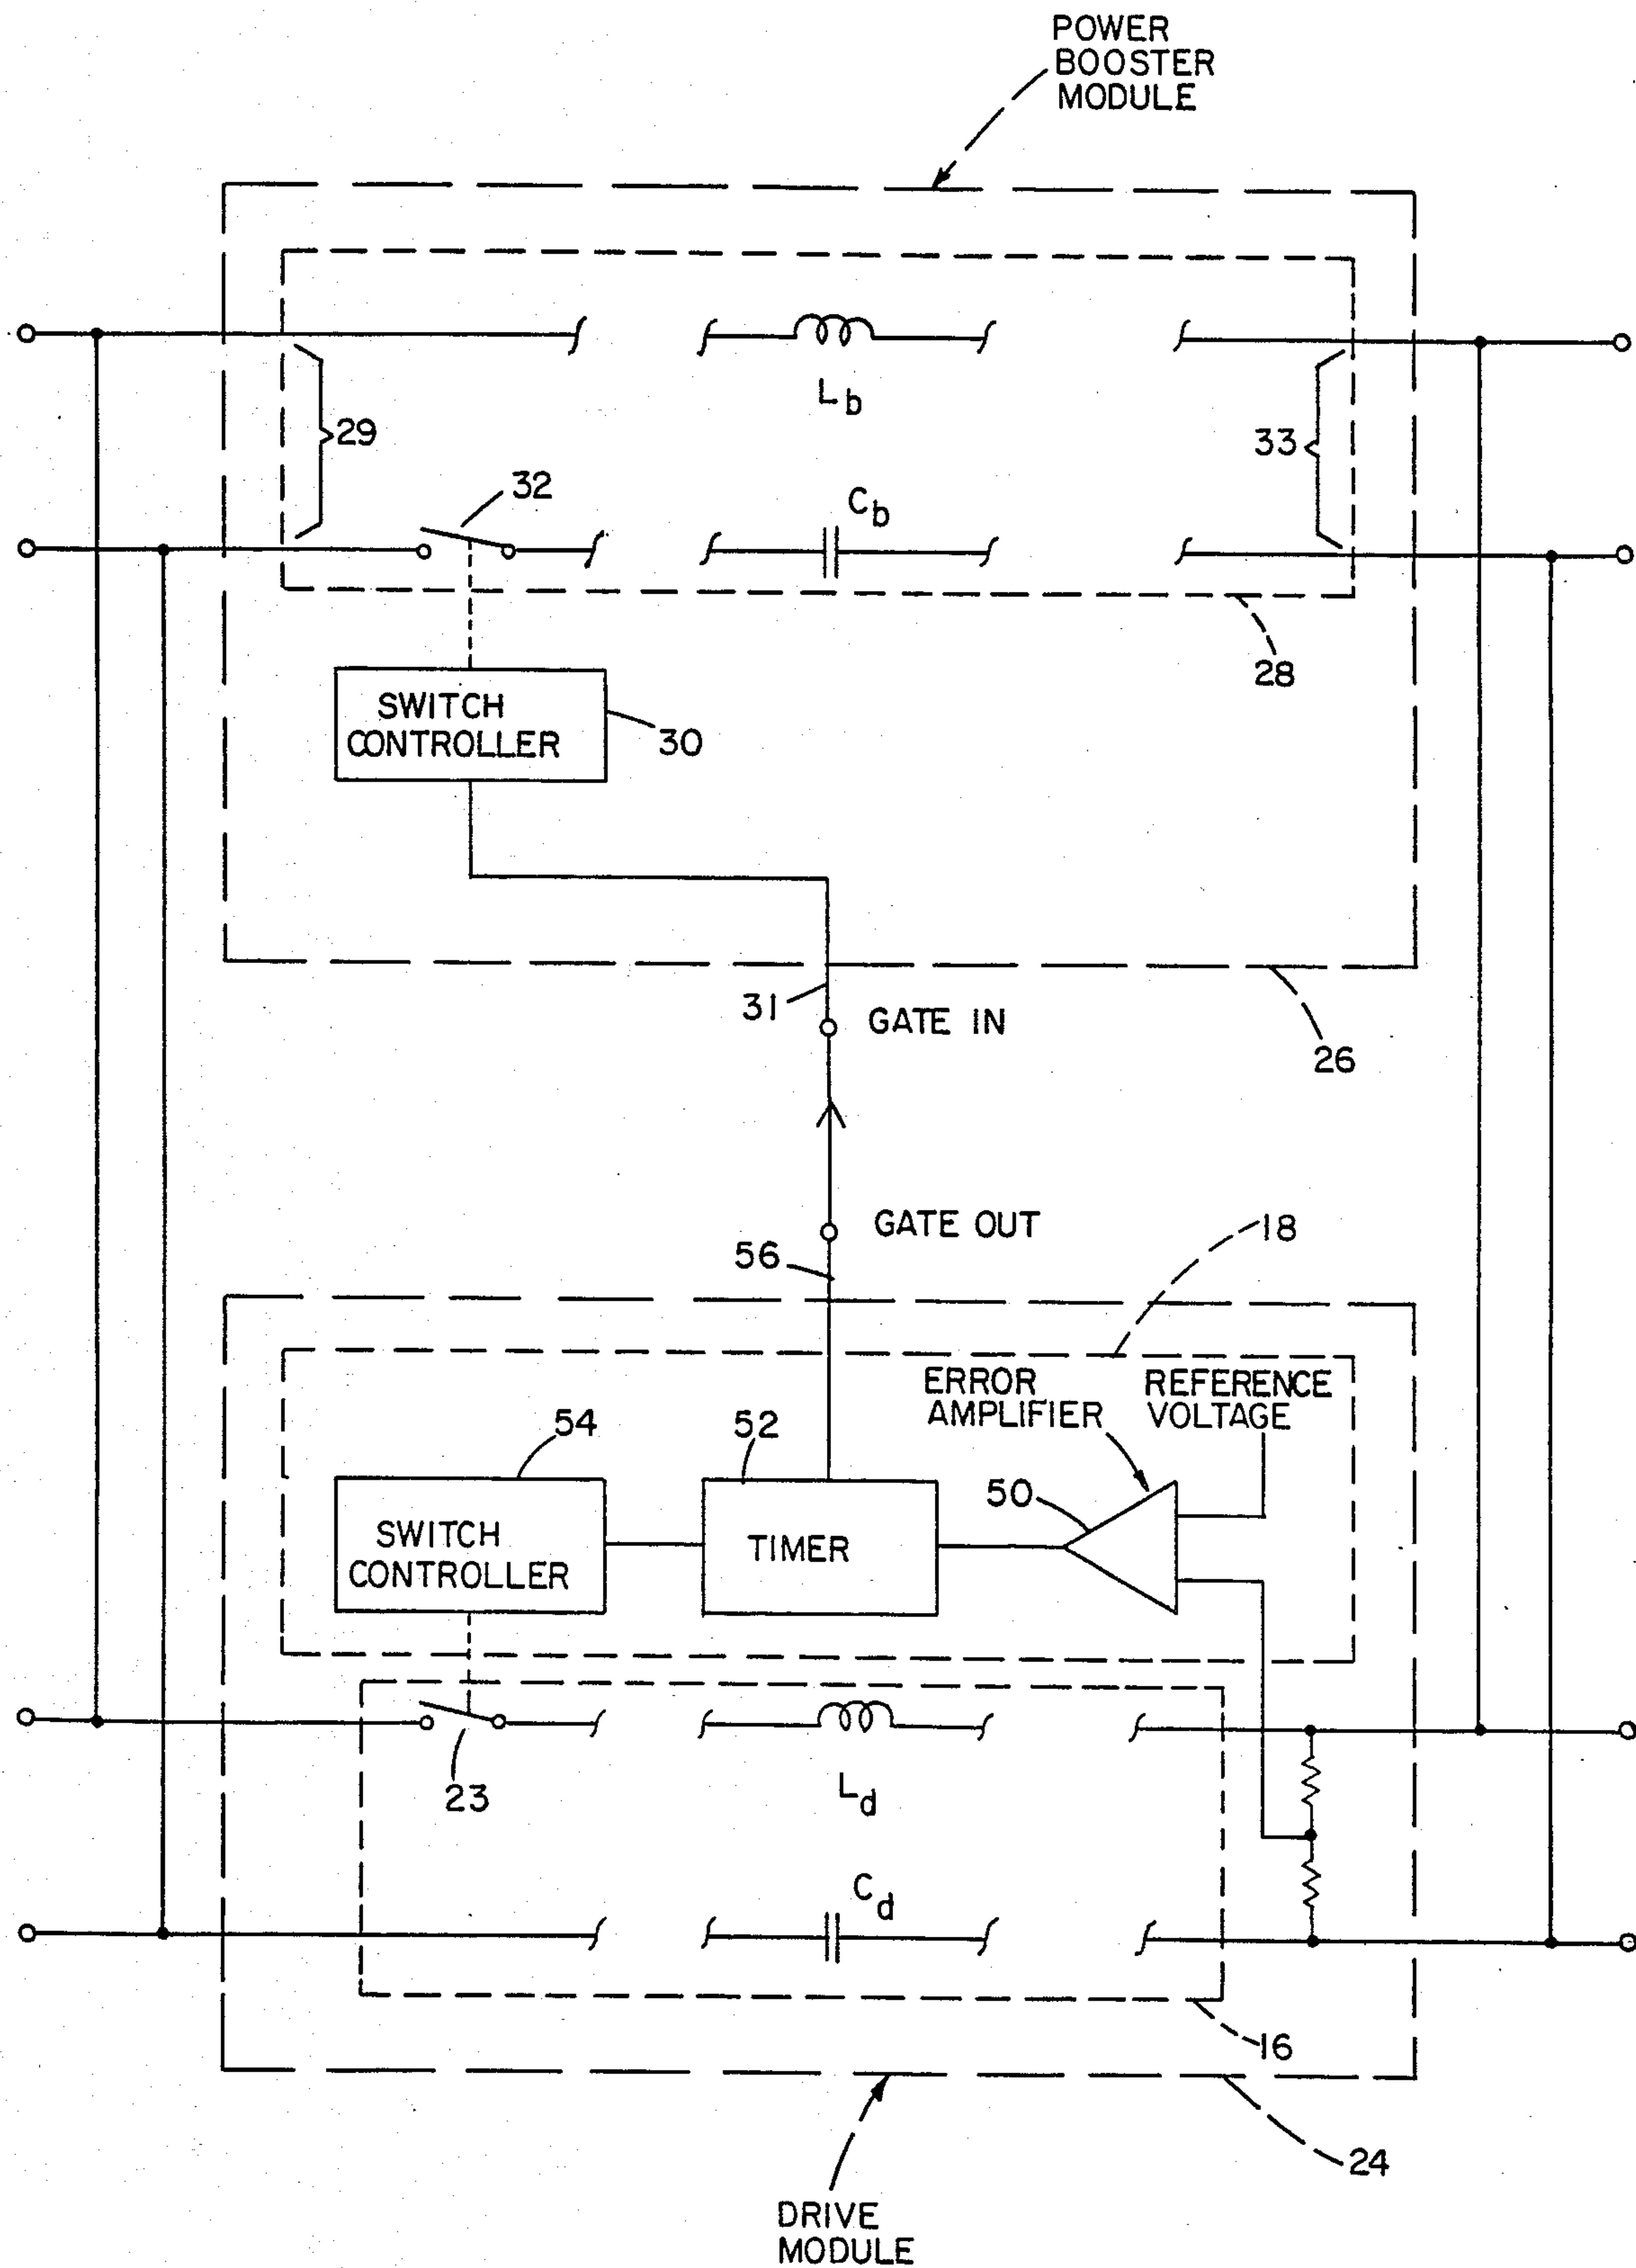 POWER
BOOSTER
MODULE
29
L b
33
32
C b
28
SWITCH
CONTROLLER
30
31
GATE IN
26
GATE OUT
18
56
ERROR
AMPLIFIER
REFERENCE
VOLTAGE
54
52
50
SWITCH
CONTROLLER
TIMER
23
L d
C d
16
24
DRIVE
MODULE